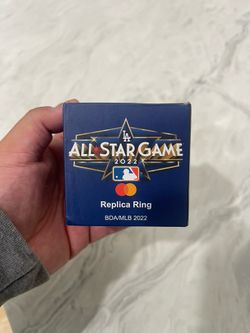 LA
ALL★STAR GAME
2022
Replica Ring
BDA/MLB 2022